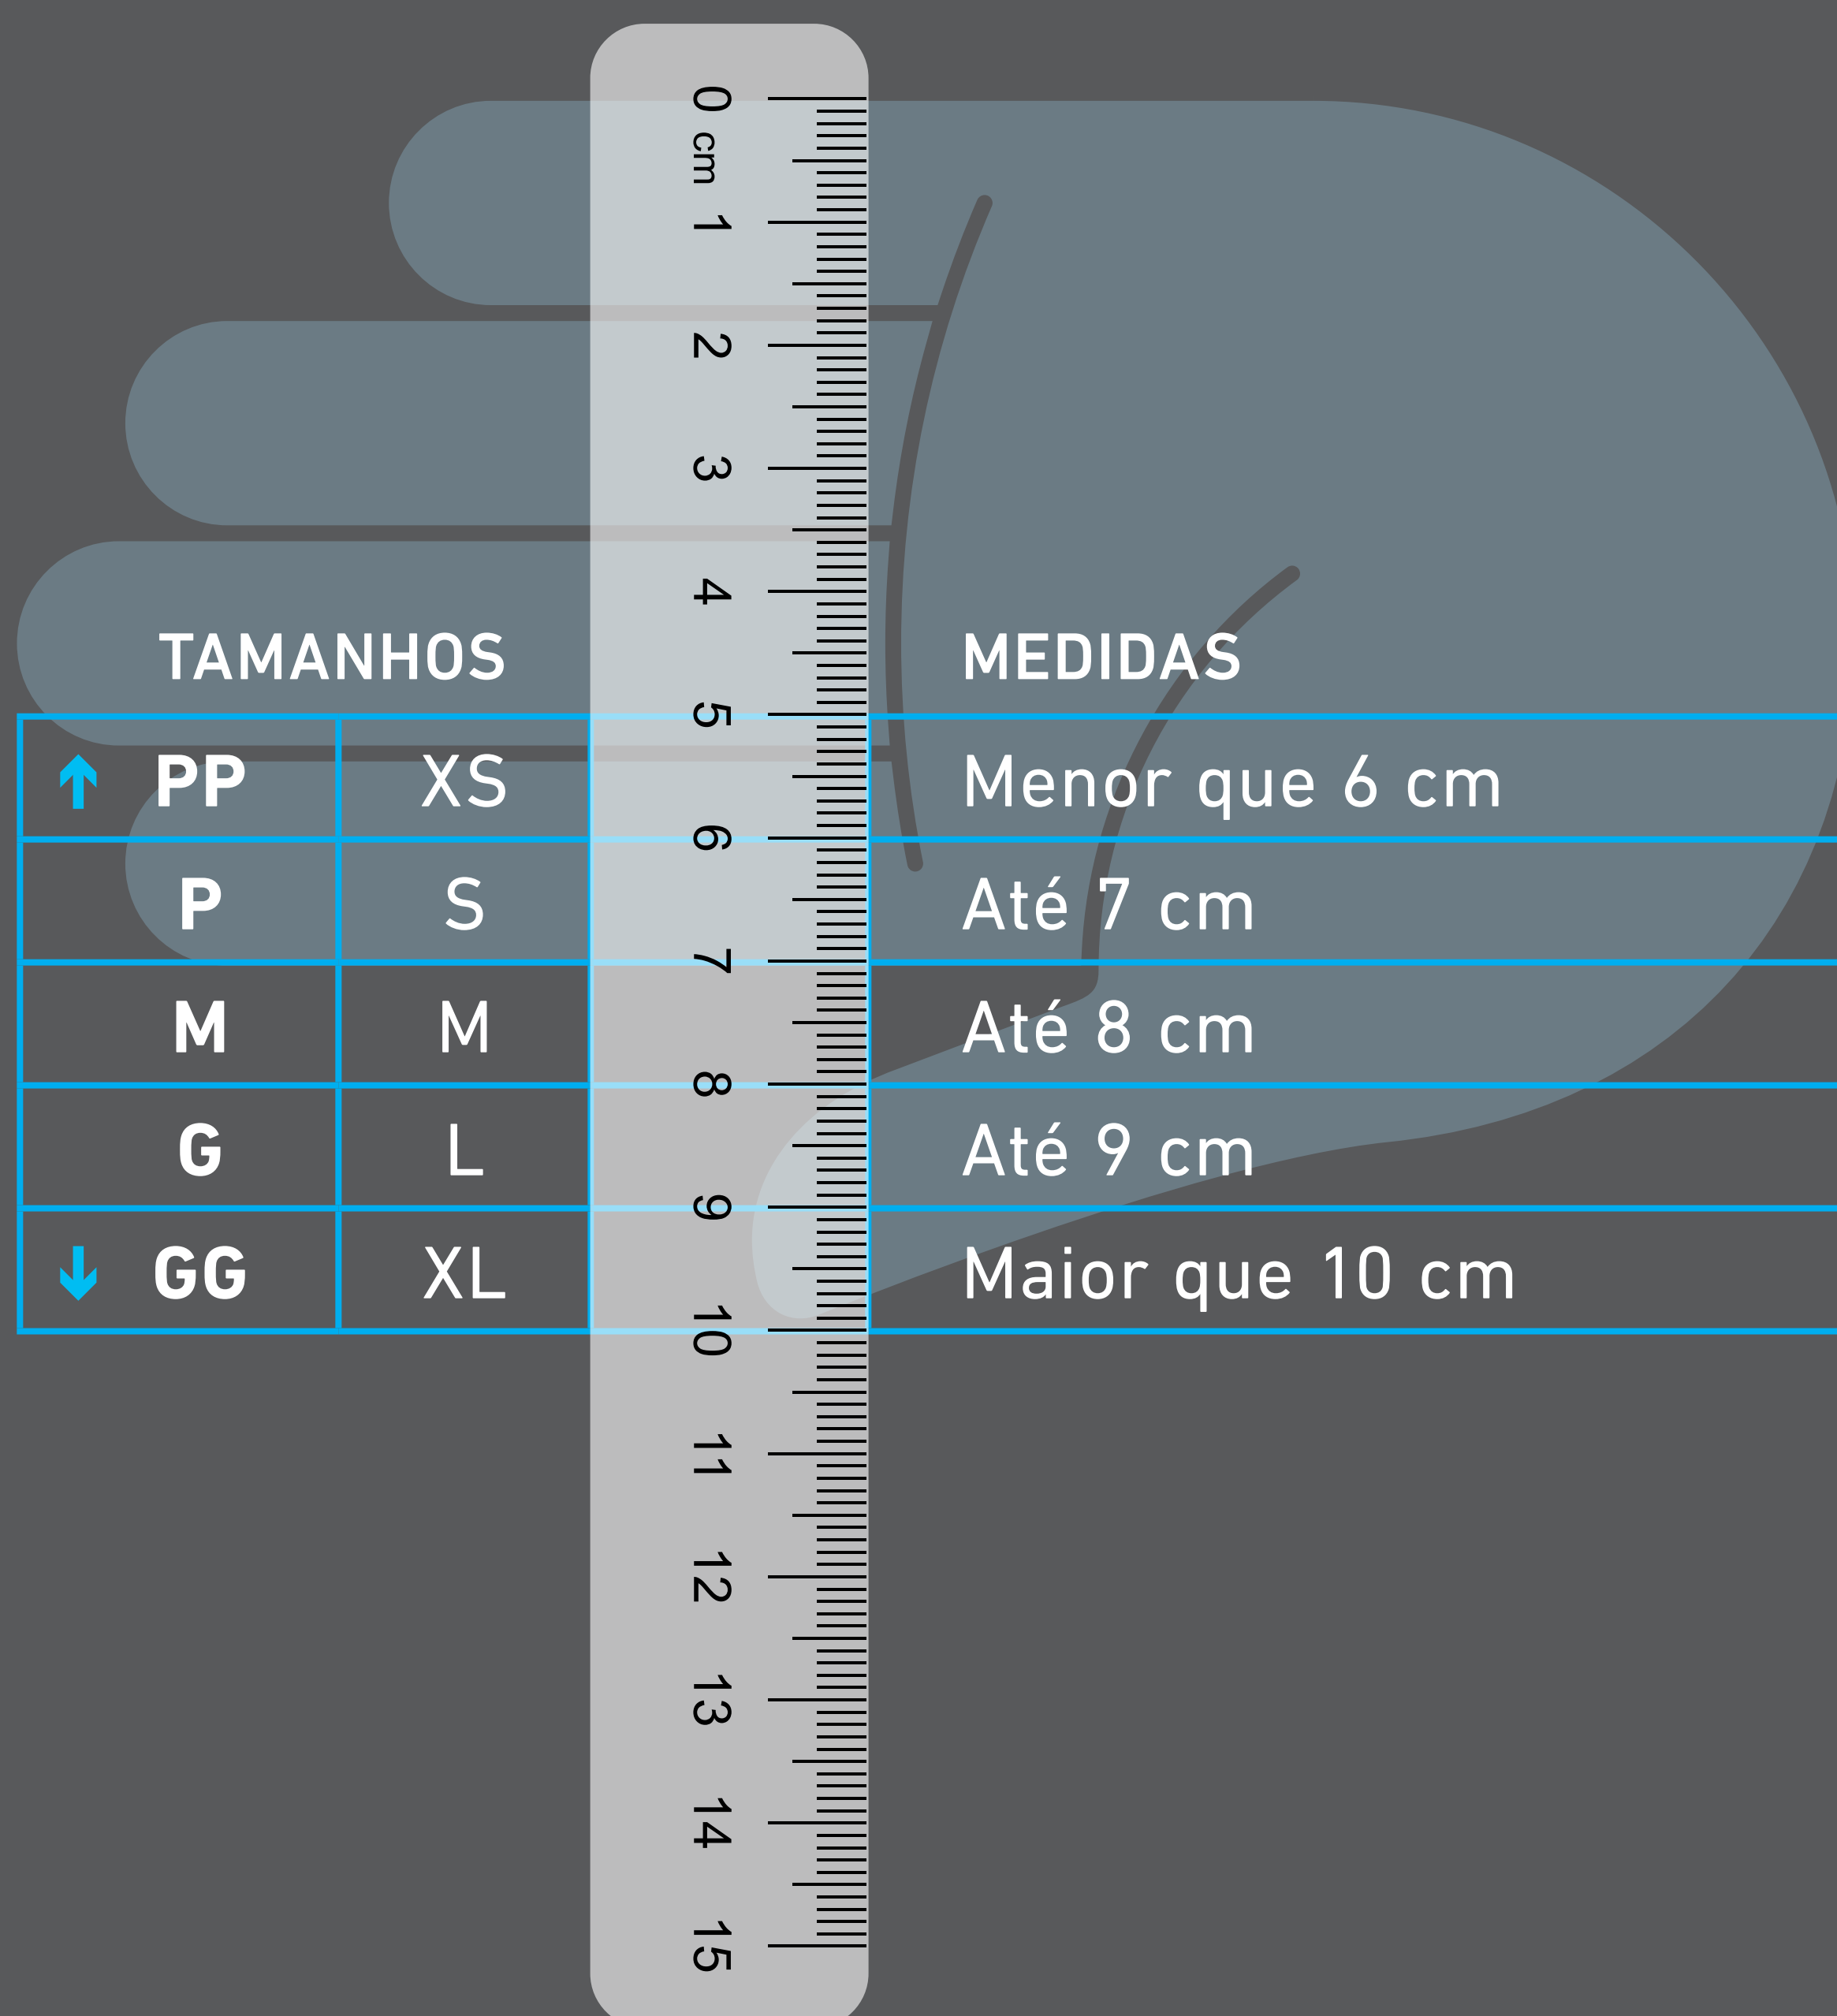 0 cm
1
2
3
4
TAMANHOS MEDIDAS
5
PP XS Menor que 6 cm
6
P S Até 7 cm
7
M M Até 8 cm
8
G L Até 9 cm
9
GG XL Maior que 10 cm
10
11
12
13
14
15